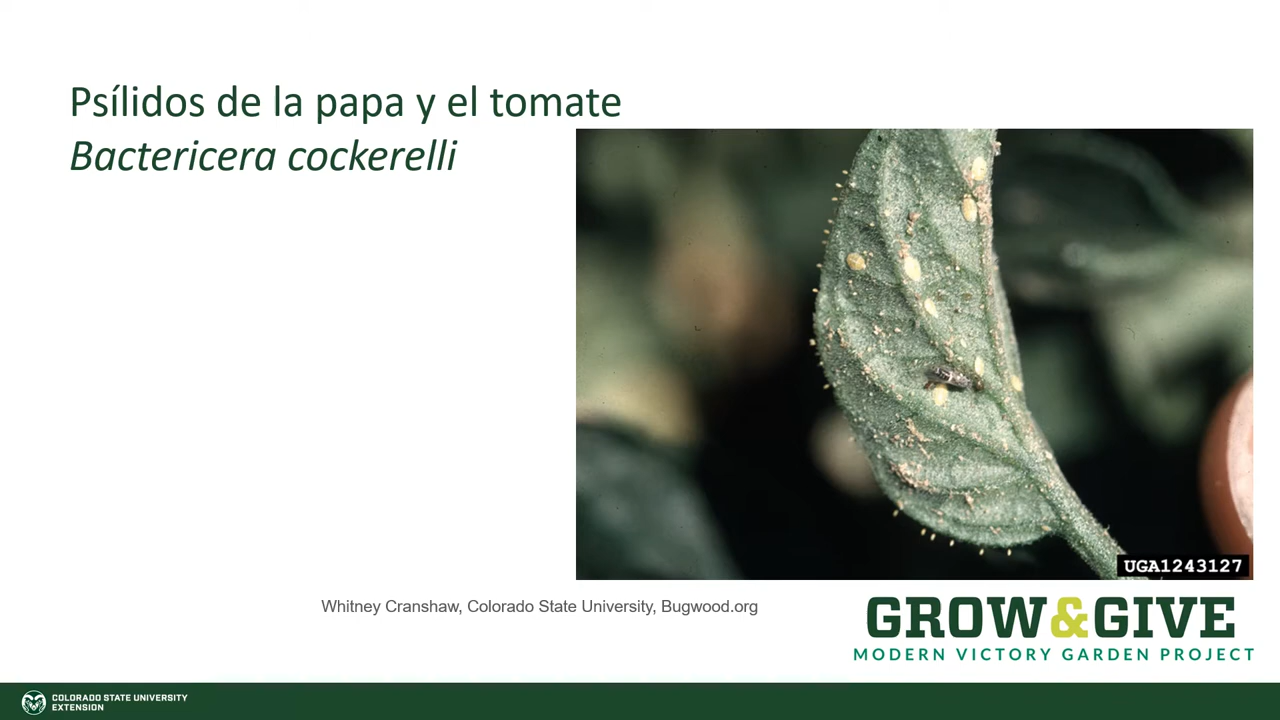 Psílidos de la papa y el tomate
Bactericera cockerelli
UGA1243127
Whitney Cranshaw, Colorado State University, Bugwood.org
GROW&GIVE
MODERN VICTORY GARDEN PROJECT
COLORADO STATE UNIVERSITY
EXTENSION